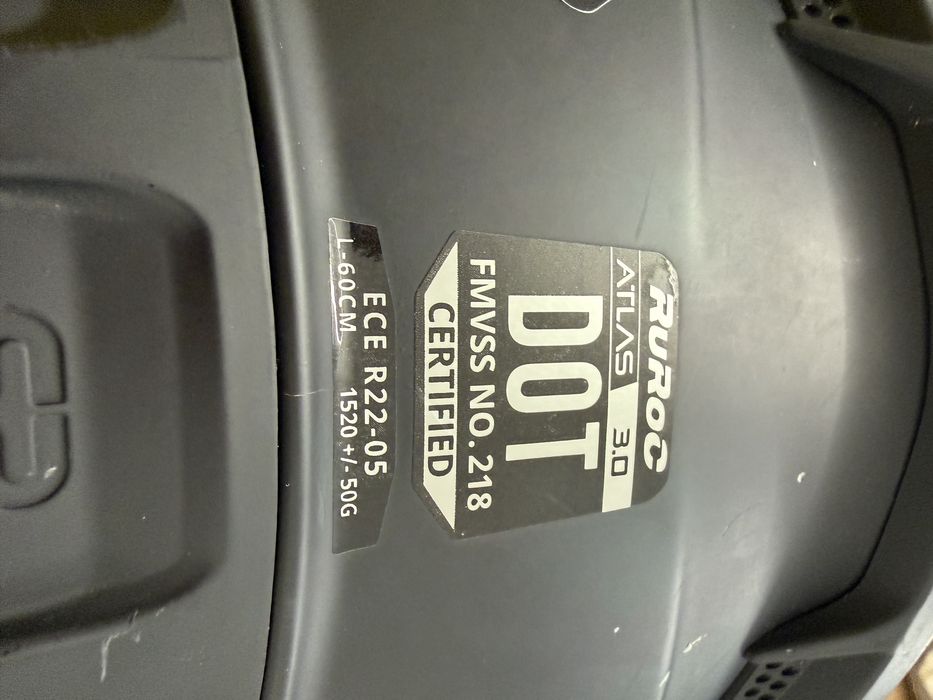 RUROC
ATLAS 3.0
DOT
FMVSS NO. 218
CERTIFIED
ECE R22-05
L-60CM 1520 +/- 50G